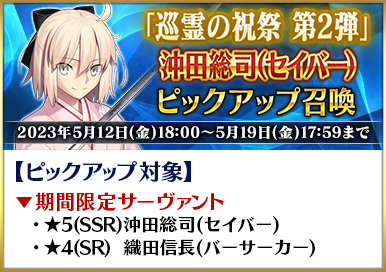 「巡霊の祝祭 第2弾」
沖田総司(セイバー)
ピックアップ召喚
2023年5月12日(金)18:00～5月19日(金)17:59まで
【ピックアップ対象】
▼期間限定サーヴァント
・★5(SSR)沖田総司(セイバー)
・★4(SR) 織田信長(バーサーカー)